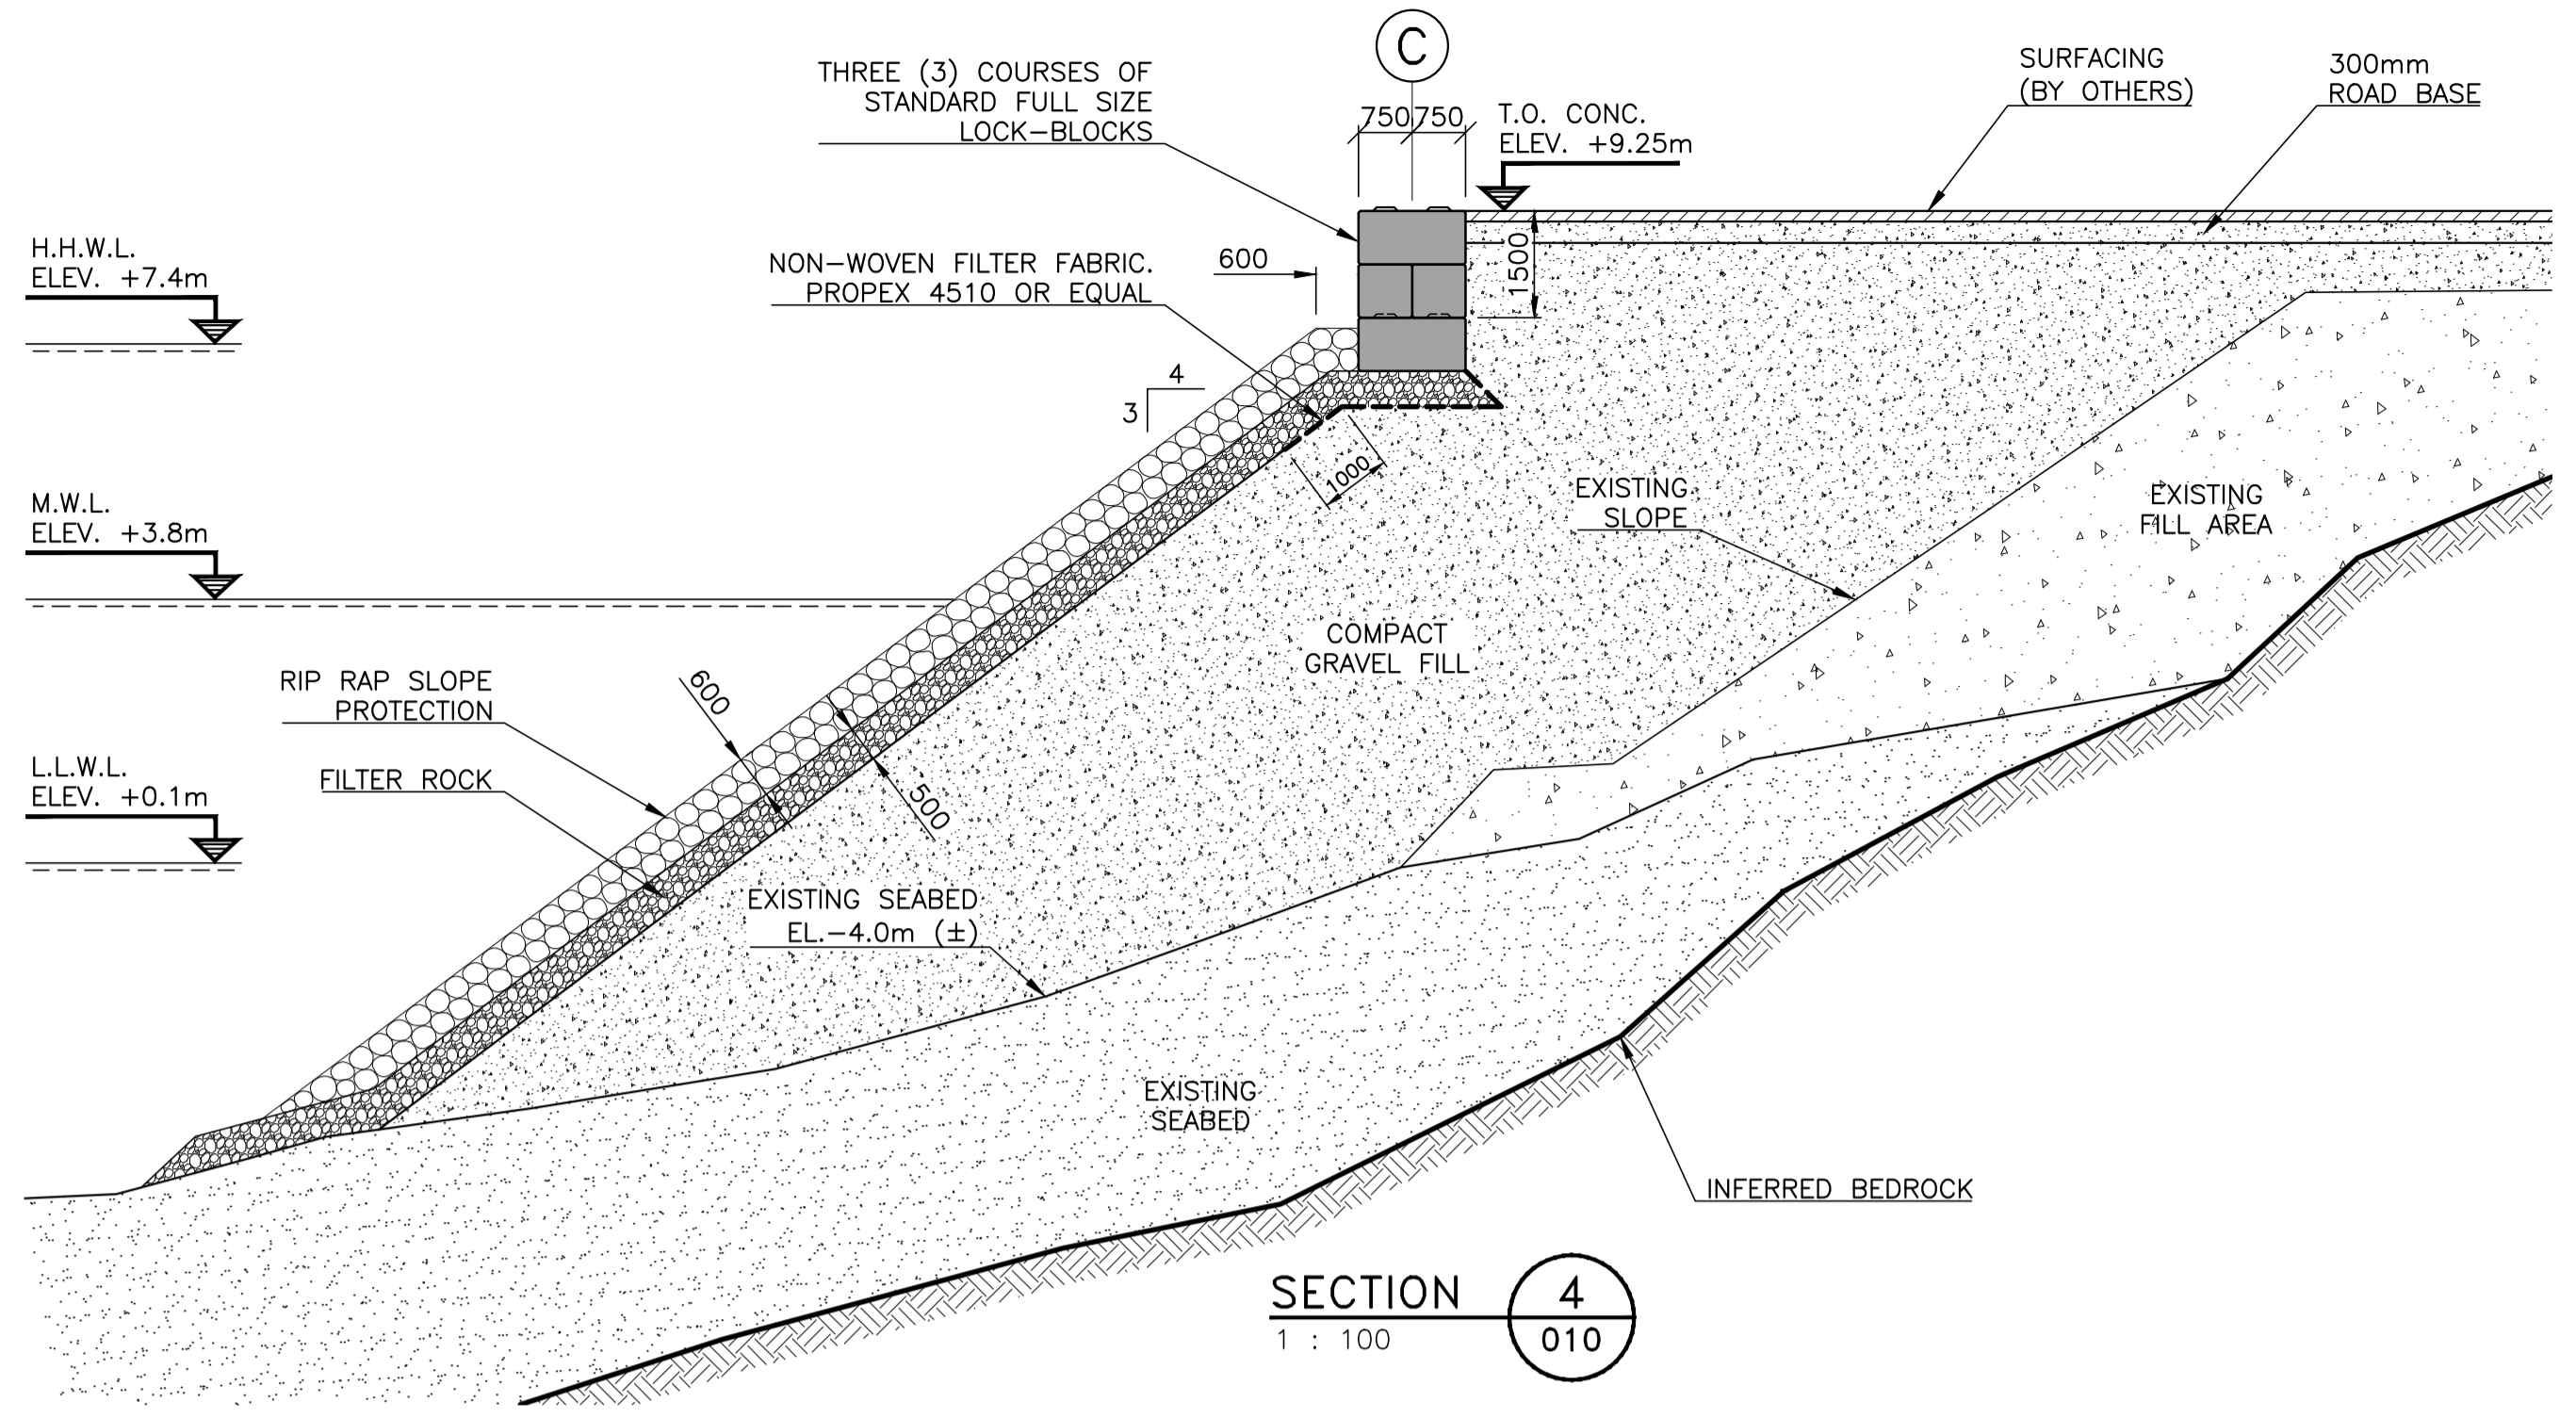 C
THREE (3) COURSES OF
STANDARD FULL SIZE
LOCK-BLOCKS
750 750
T.O. CONC.
ELEV. +9.25m
SURFACING
(BY OTHERS)
300mm
ROAD BASE
H.H.W.L.
ELEV. +7.4m
NON-WOVEN FILTER FABRIC.
PROPEX 4510 OR EQUAL
600
1500
4
3
1000
M.W.L.
ELEV. +3.8m
EXISTING
SLOPE
EXISTING
FILL AREA
COMPACT
GRAVEL FILL
RIP RAP SLOPE
PROTECTION
600
500
L.L.W.L.
ELEV. +0.1m
FILTER ROCK
EXISTING SEABED
EL.-4.0m (±)
EXISTING
SEABED
INFERRED BEDROCK
SECTION
1 : 100
4
010